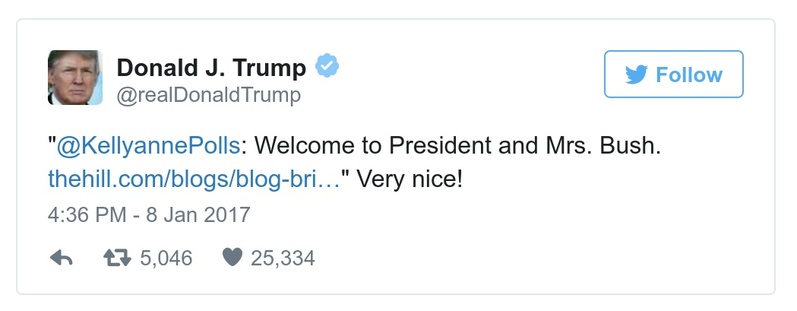 Donald J. Trump
@realDonaldTrump
Follow
"@KellyannePolls: Welcome to President and Mrs. Bush.
thehill.com/blogs/blog-bri…" Very nice!
4:36 PM - 8 Jan 2017
5,046 25,334